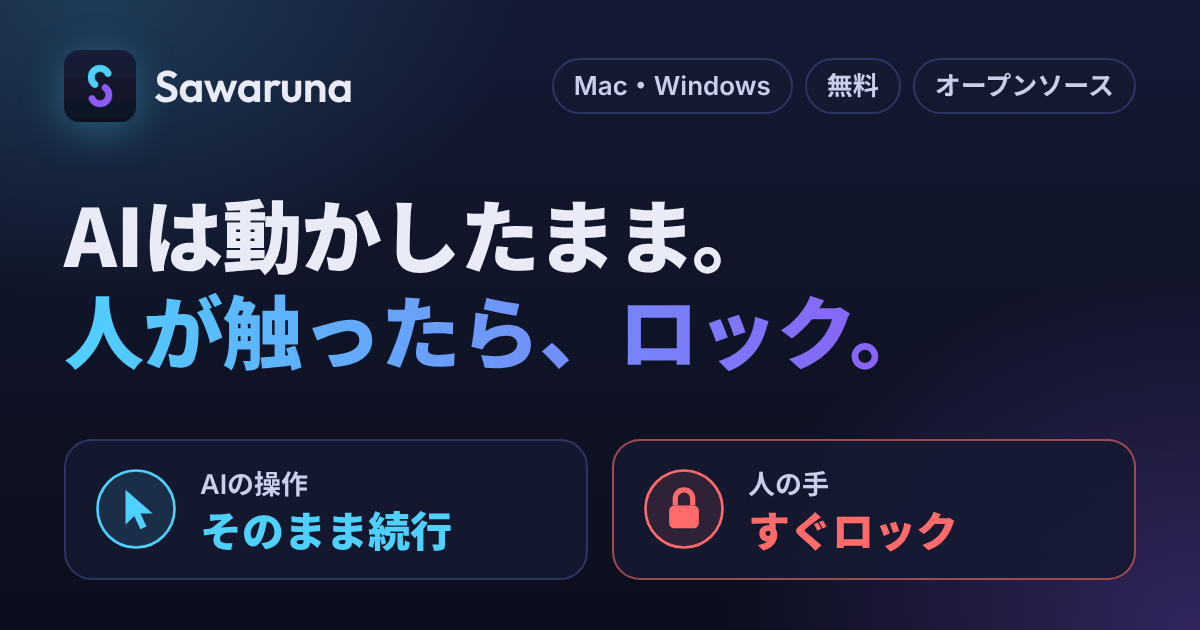 Sawaruna
Mac・Windows
無料
オープンソース
AIは動かしたまま。
人が触ったら、ロック。
AIの操作
そのまま続行
人の手
すぐロック